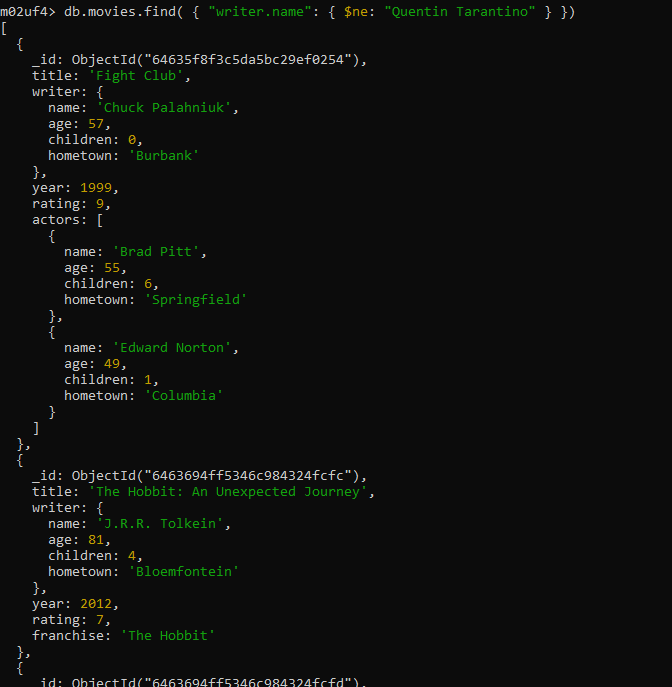 m02uf4> db.movies.find( { "writer.name": { $ne: "Quentin Tarantino" } })
[
  {
    _id: ObjectId("64635f8f3c5da5bc29ef0254"),
    title: 'Fight Club',
    writer: {
      name: 'Chuck Palahniuk',
      age: 57,
      children: 0,
      hometown: 'Burbank'
    },
    year: 1999,
    rating: 9,
    actors: [
      {
        name: 'Brad Pitt',
        age: 55,
        children: 6,
        hometown: 'Springfield'
      },
      {
        name: 'Edward Norton',
        age: 49,
        children: 1,
        hometown: 'Columbia'
      }
    ]
  },
  {
    _id: ObjectId("6463694ff5346c984324fcfc"),
    title: 'The Hobbit: An Unexpected Journey',
    writer: {
      name: 'J.R.R. Tolkein',
      age: 81,
      children: 4,
      hometown: 'Bloemfontein'
    },
    year: 2012,
    rating: 7,
    franchise: 'The Hobbit'
  },
  {
    _id: ObjectId("6463694ff5346c984324fcfd"),